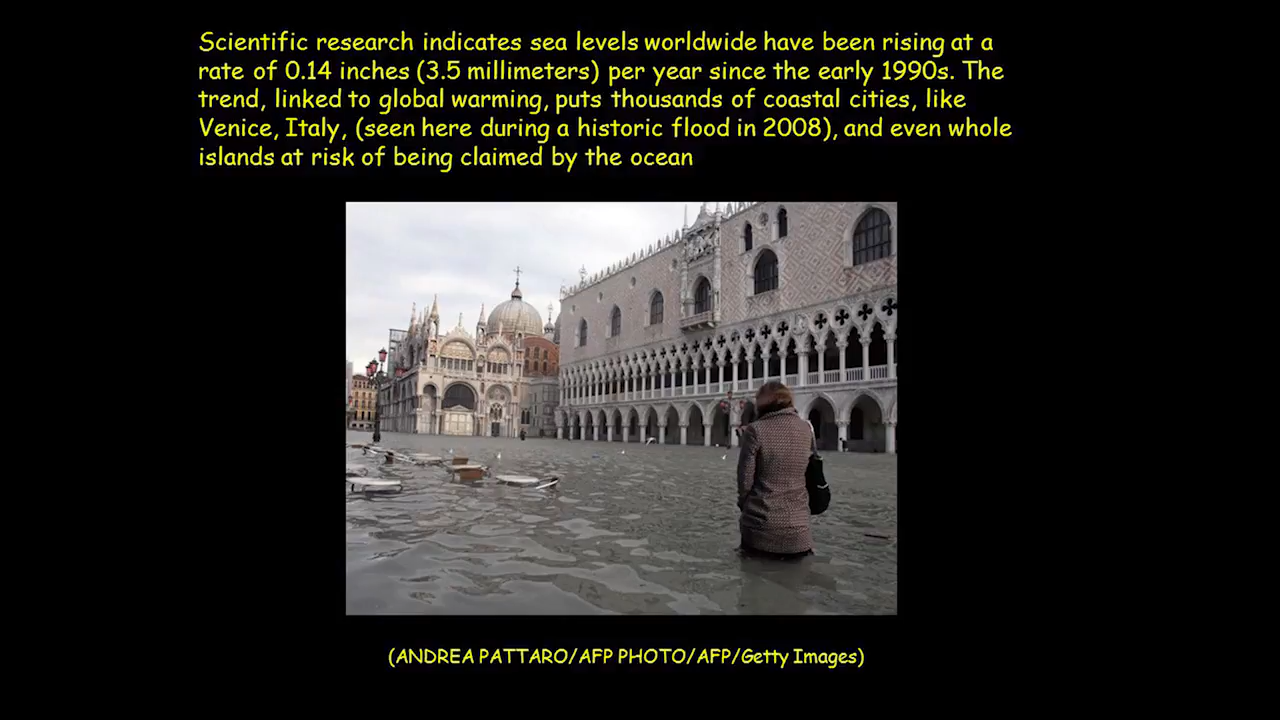 Scientific research indicates sea levels worldwide have been rising at a
rate of 0.14 inches (3.5 millimeters) per year since the early 1990s. The
trend, linked to global warming, puts thousands of coastal cities, like
Venice, Italy, (seen here during a historic flood in 2008), and even whole
islands at risk of being claimed by the ocean
(ANDREA PATTARO/AFP PHOTO/AFP/Getty Images)